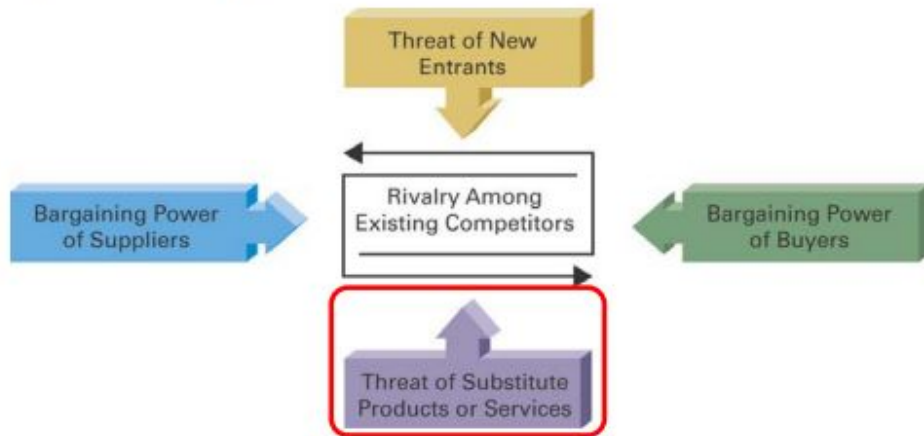 Threat of New
Entrants
Bargaining Power
of Suppliers
Rivalry Among
Existing Competitors
Bargaining Power
of Buyers
Threat of Substitute
Products or Services